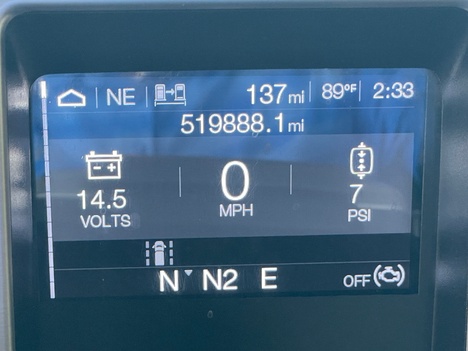 NE 137 mi 89°F 2:33
519888.1 mi
14.5 0 7
VOLTS MPH PSI
N N2 E OFF